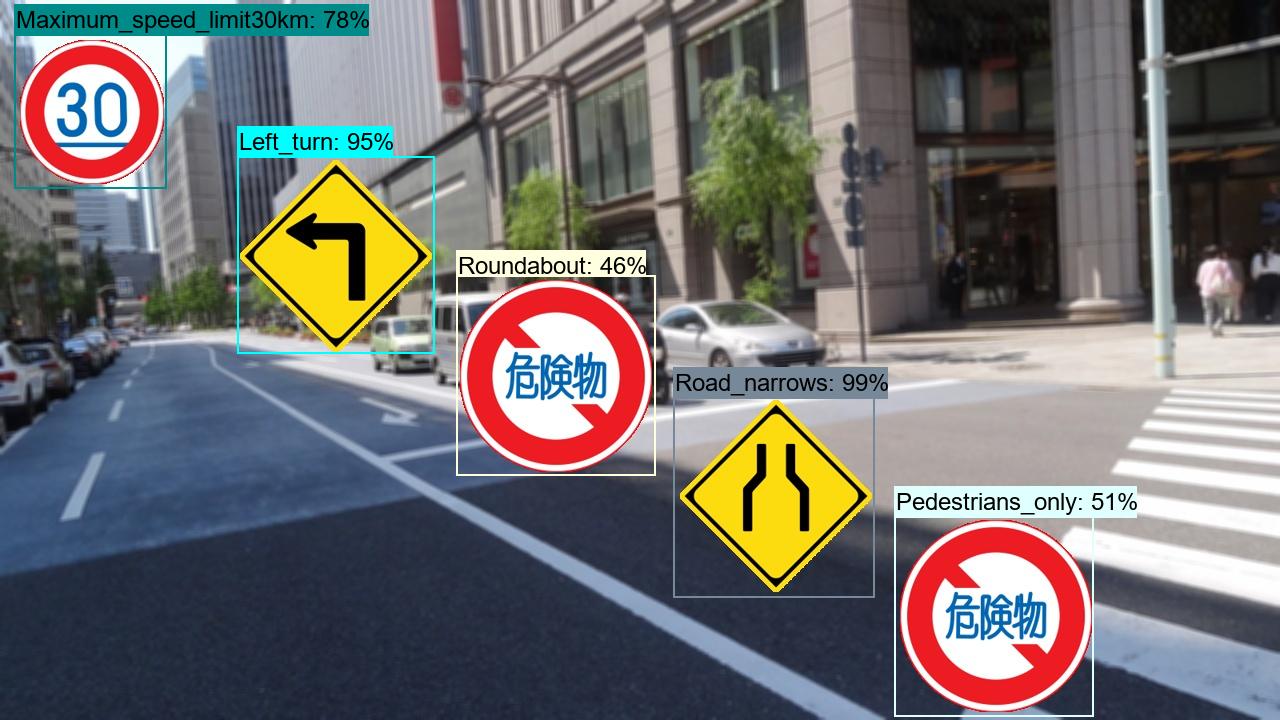 Maximum_speed_limit30km: 78%
30
Left_turn: 95%
Roundabout: 46%
危険物
Road_narrows: 99%
Pedestrians_only: 51%
危険物